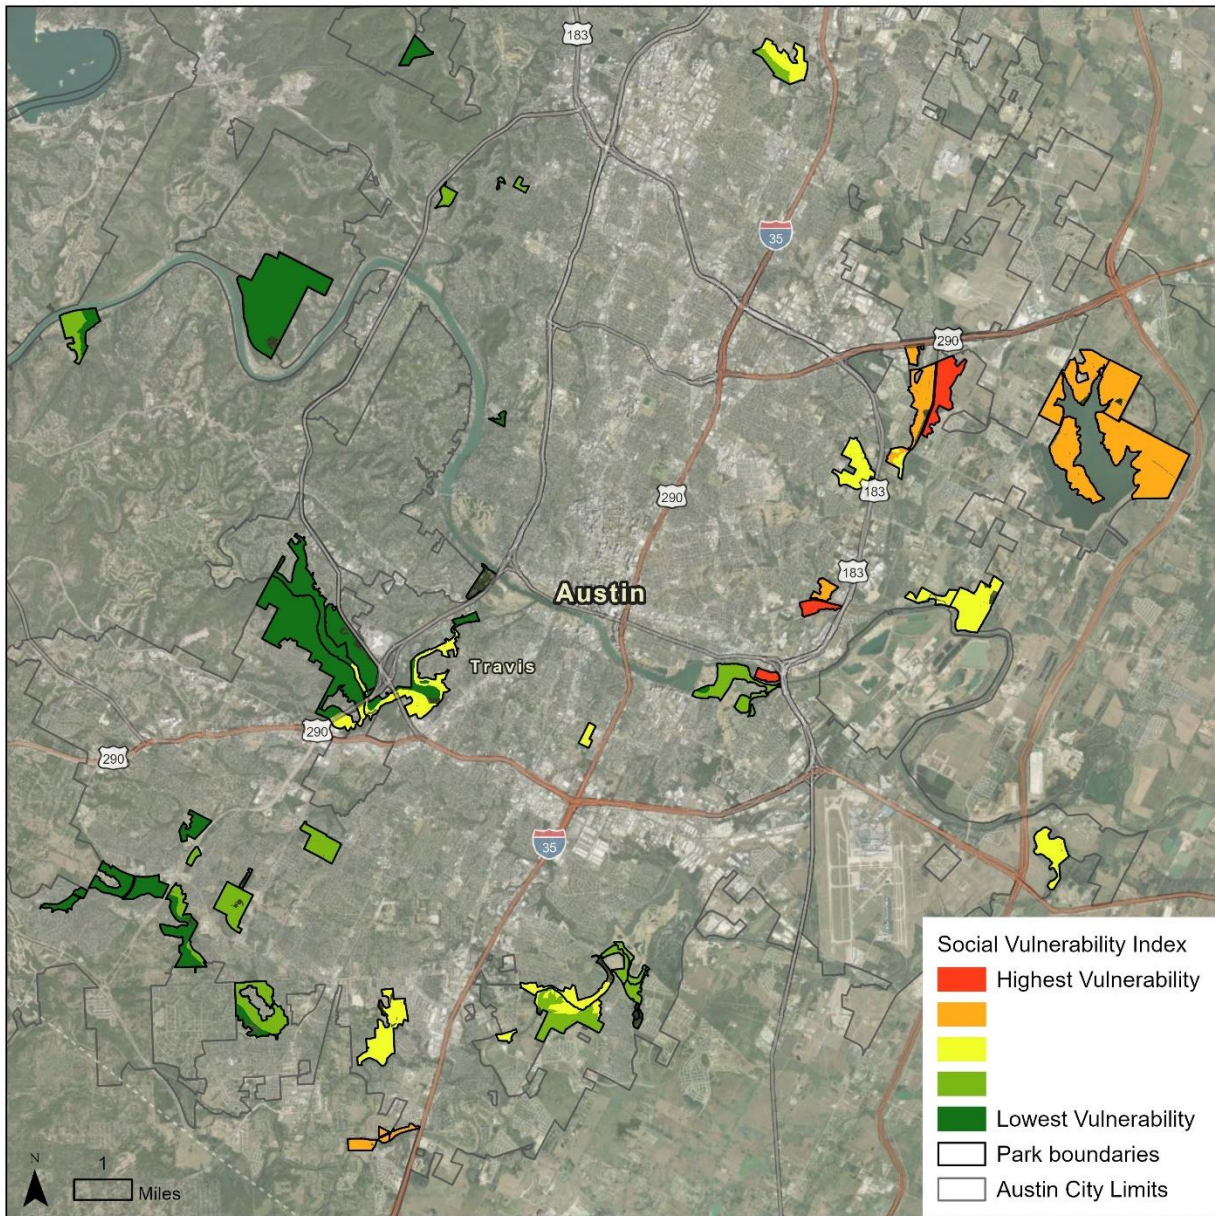 183
35
290
183
290
183
Austin
Travis
290
290
35
Social Vulnerability Index
Highest Vulnerability
Lowest Vulnerability
Park boundaries
Austin City Limits
N
1
Miles